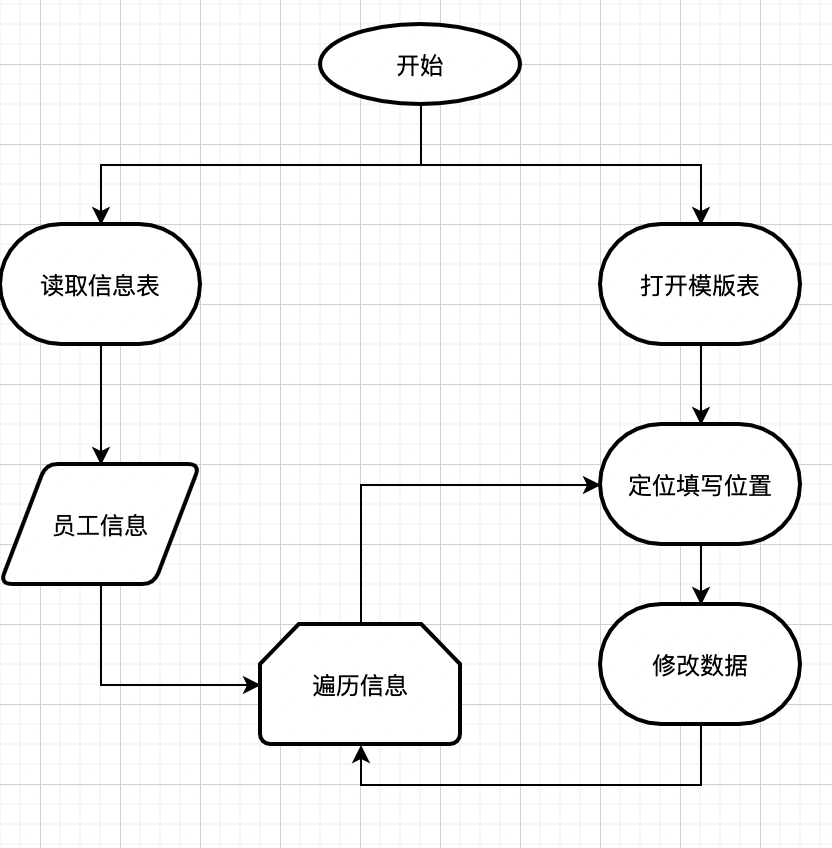 开始
读取信息表
打开模版表
员工信息
定位填写位置
遍历信息
修改数据